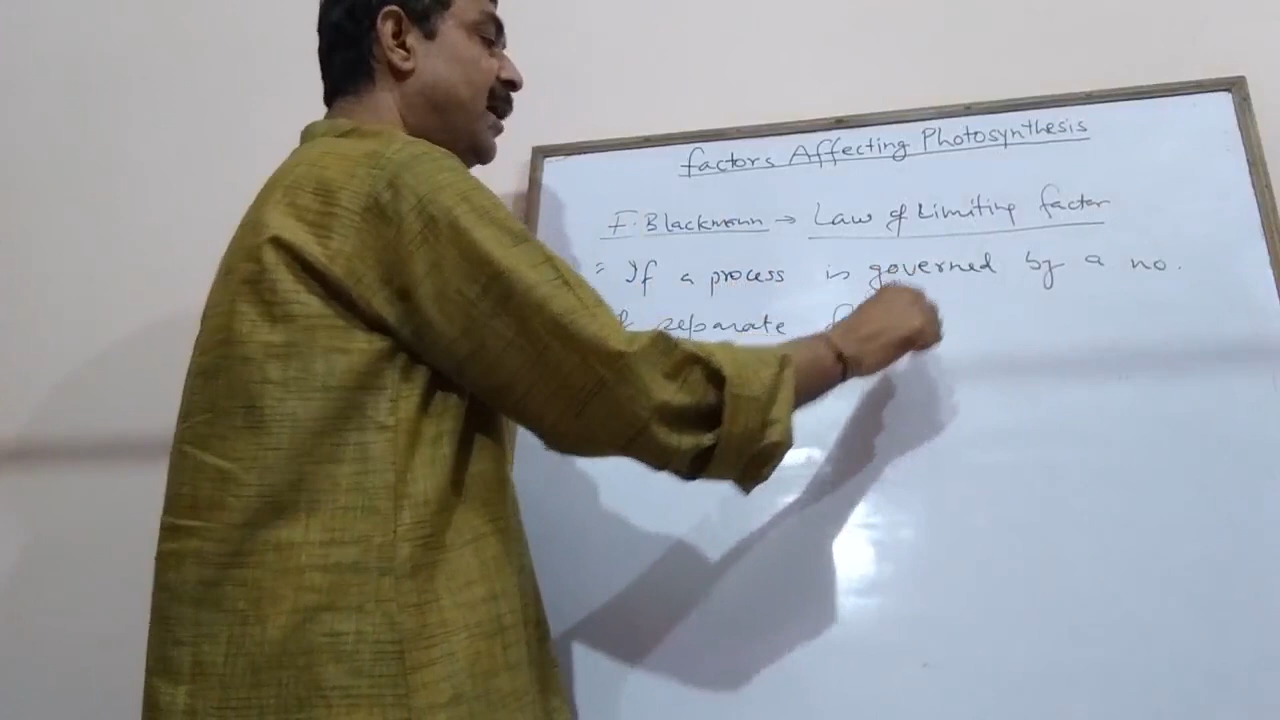 factors Affecting Photosynthesis
F. Blackmann → Law of Limiting factor
" If a process is governed by a no.
separate